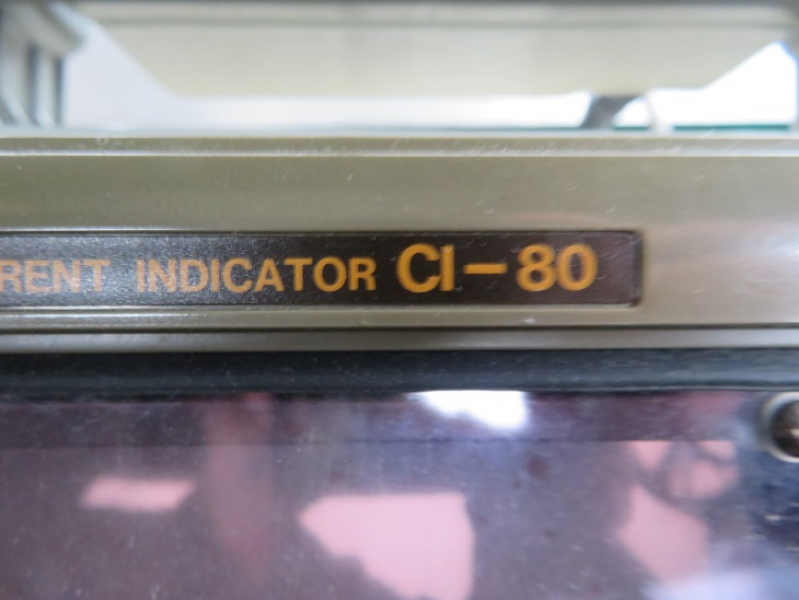 RENT INDICATOR CI-80